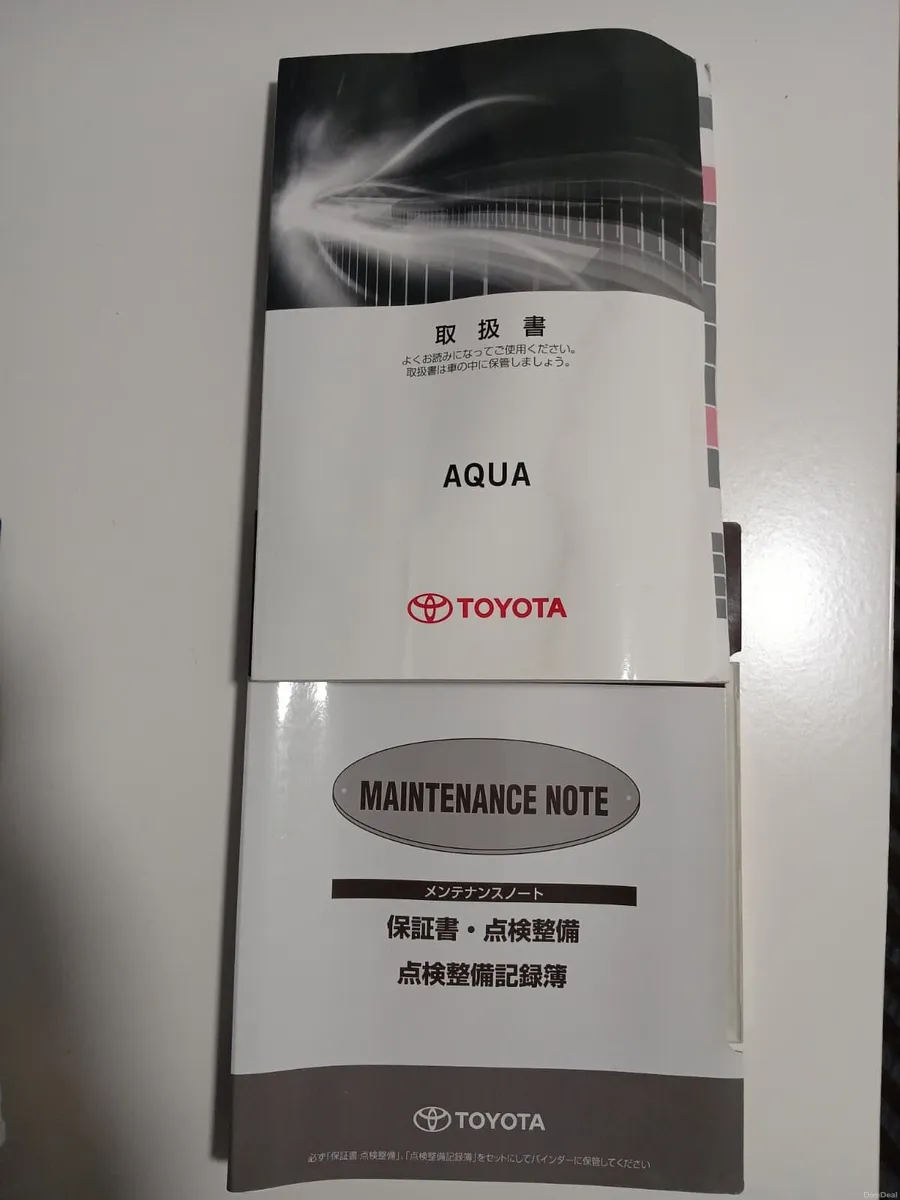 取扱書
よくお読みになってご使用ください。
取扱書は車の中に保管しましょう。
AQUA
TOYOTA
MAINTENANCE NOTE
メンテナンスノート
保証書・点検整備
点検整備記録簿
TOYOTA
必ず「保証書・点検整備」、「点検整備記録簿」をセットにしてバインダーに保管してください
DoneDeal